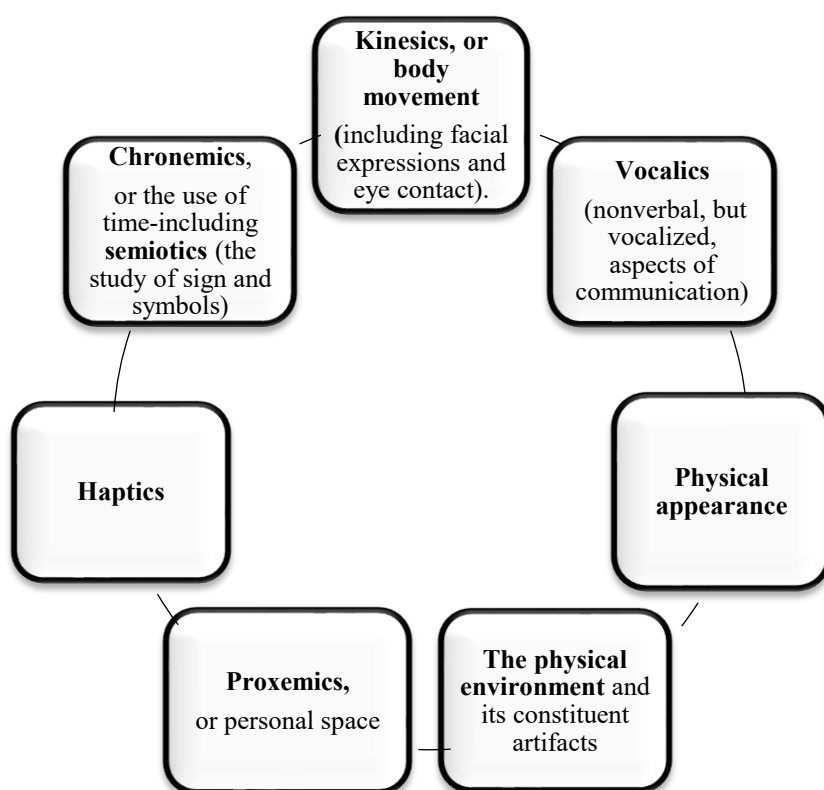 Kinesics, or
body
movement
(including facial
expressions and
eye contact).
Vocalics
(nonverbal, but
vocalized,
aspects of
communication)
Physical
appearance
The physical
environment and
its constituent
artifacts
Proxemics,
or personal space
Haptics
Chronemics,
or the use of
time-including
semiotics (the
study of sign and
symbols)